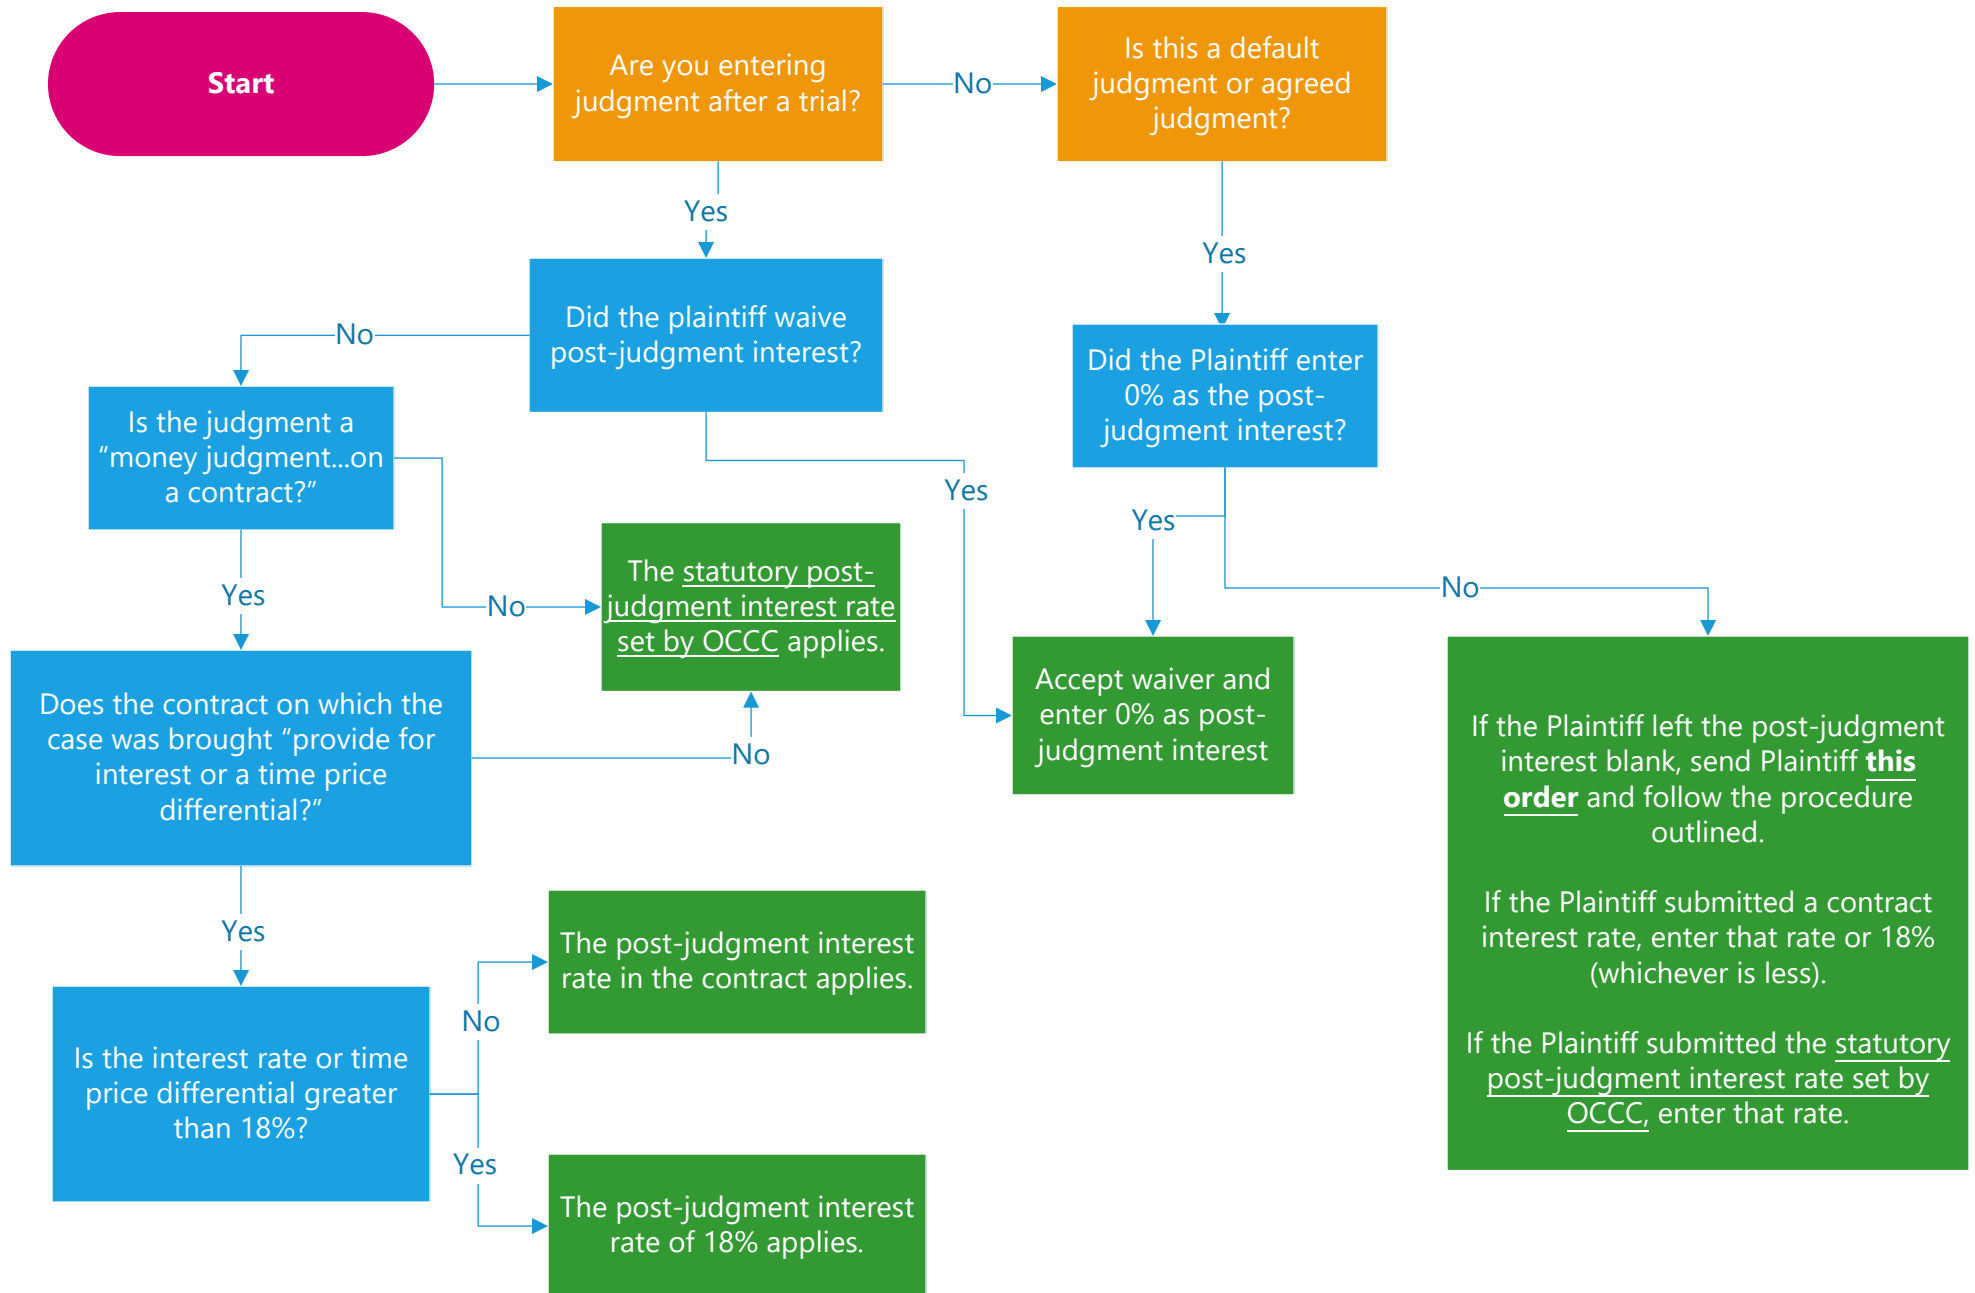 Start
Are you entering
judgment after a trial?
No
Is this a default
judgment or agreed
judgment?
Yes
Yes
Did the plaintiff waive
post-judgment interest?
No
Did the Plaintiff enter
0% as the post-
judgment interest?
Is the judgment a
“money judgment...on
a contract?”
Yes
Yes
No
Yes
No
The statutory post-
judgment interest rate
set by OCCC applies.
Accept waiver and
enter 0% as post-
judgment interest
Does the contract on which the
case was brought “provide for
interest or a time price
differential?”
No
If the Plaintiff left the post-judgment
interest blank, send Plaintiff this
order and follow the procedure
outlined.
If the Plaintiff submitted a contract
interest rate, enter that rate or 18%
(whichever is less).
If the Plaintiff submitted the statutory
post-judgment interest rate set by
OCCC, enter that rate.
Yes
The post-judgment interest
rate in the contract applies.
No
Is the interest rate or time
price differential greater
than 18%?
Yes
The post-judgment interest
rate of 18% applies.